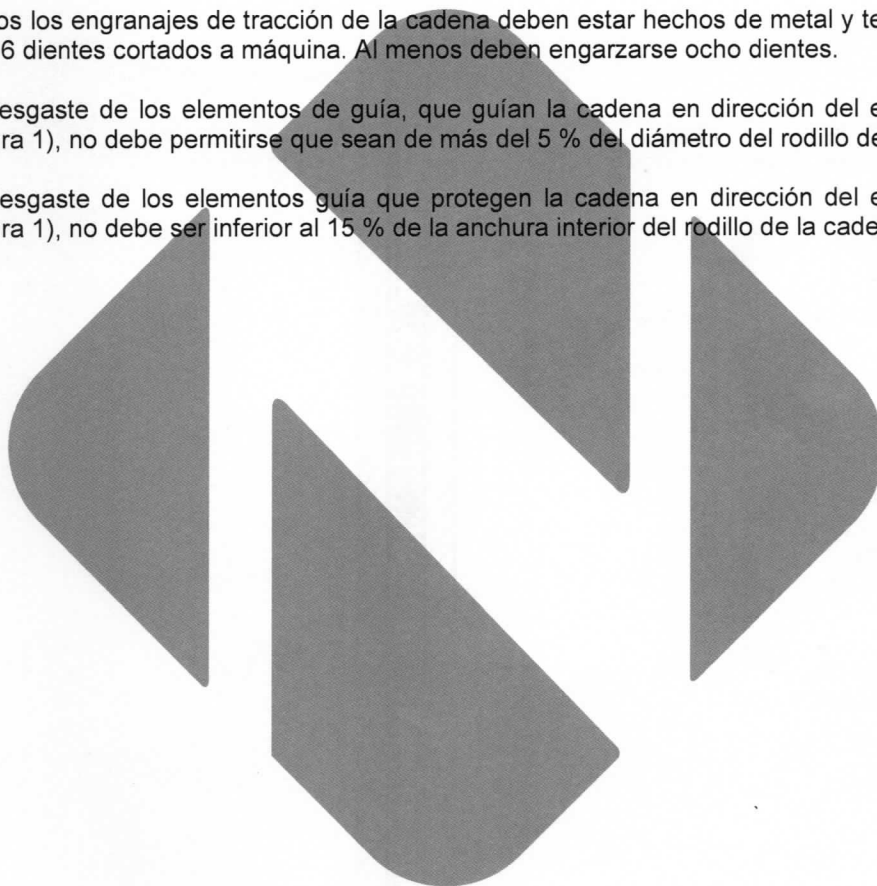 os los engranajes de tracción de la cadena deben estar hechos de metal y te
6 dientes cortados a máquina. Al menos deben engarzarse ocho dientes.
esgaste de los elementos de guía, que guían la cadena en dirección del e
ra 1), no debe permitirse que sean de más del 5 % del diámetro del rodillo de
esgaste de los elementos guía que protegen la cadena en dirección del e
ra 1), no debe ser inferior al 15 % de la anchura interior del rodillo de la cade